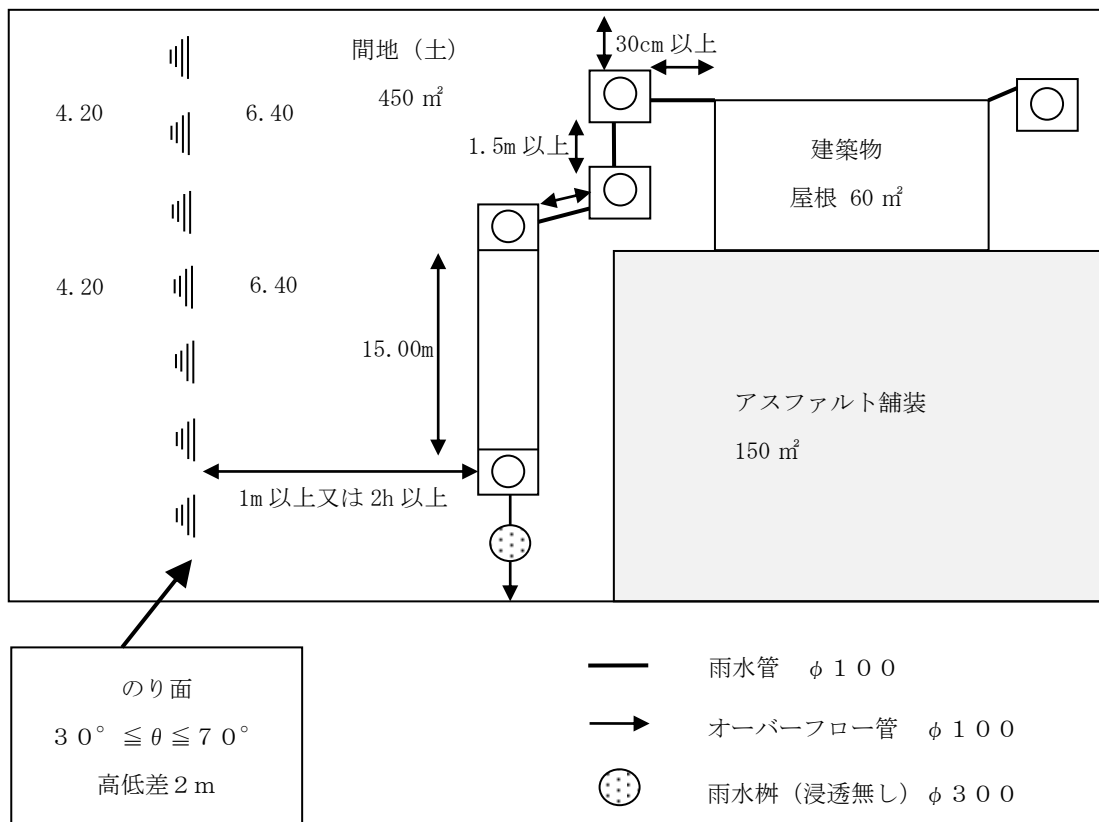 間地（土）
450 ㎡
30cm 以上
4.20
6.40
1.5m 以上
建築物
屋根 60 ㎡
4.20
6.40
15.00m
アスファルト舗装
150 ㎡
1m 以上又は 2h 以上
のり面
３０°≦θ≦７０°
高低差２ｍ
雨水管　φ１００
オーバーフロー管　φ１００
雨水桝（浸透無し）φ３００